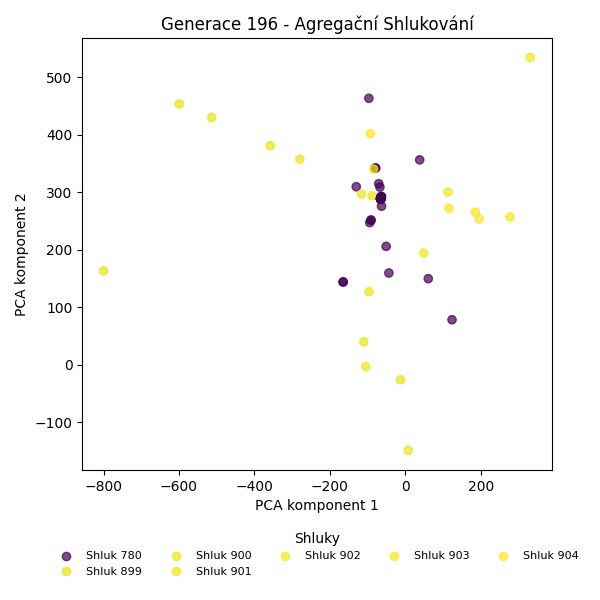 Generace 196 - Agregační Shlukování
PCA komponent 2
500
400
300
200
100
0
−100
−800
−600
−400
−200
0
200
PCA komponent 1
Shluky
Shluk 780
Shluk 900
Shluk 902
Shluk 903
Shluk 904
Shluk 899
Shluk 901